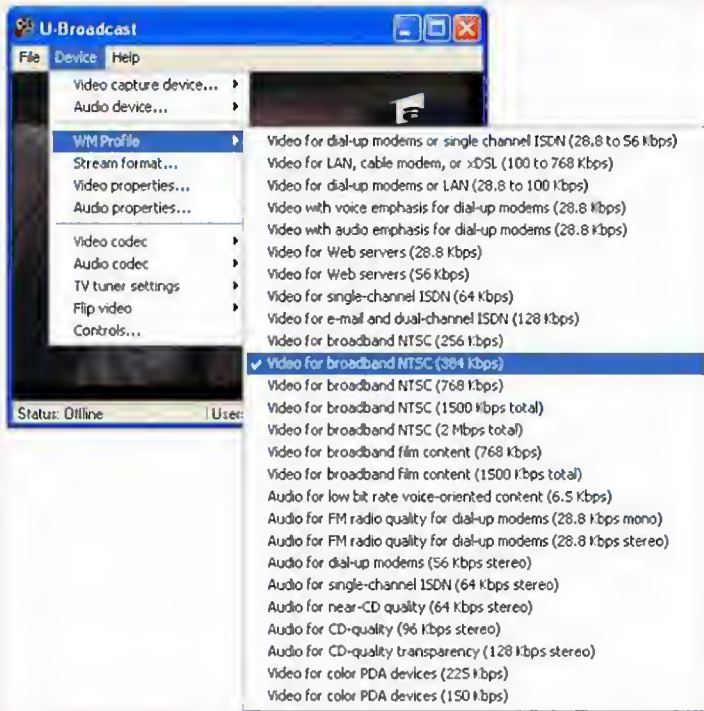 U-Broadcast
File Device Help
Video capture device...
Audio device...
WM Profile
Stream format...
Video properties...
Audio properties...
Video codec
Audio codec
TV tuner settings
Flip video
Controls...
Video for dial-up modems or single channel ISDN (28.8 to 56 Kbps)
Video for LAN, cable modem, or xDSL (100 to 768 Kbps)
Video for dial-up modems or LAN (28.8 to 100 Kbps)
Video with voice emphasis for dial-up modems (28.8 Kbps)
Video with audio emphasis for dial-up modems (28.8 Kbps)
Video for Web servers (28.8 Kbps)
Video for Web servers (56 Kbps)
Video for single-channel ISDN (64 Kbps)
Video for e-mail and dual-channel ISDN (128 Kbps)
Video for broadband NTSC (256 Kbps)
Video for broadband NTSC (384 Kbps)
Video for broadband NTSC (768 Kbps)
Video for broadband NTSC (1500 Kbps total)
Video for broadband NTSC (2 Mbps total)
Video for broadband film content (768 Kbps)
Video for broadband film content (1500 Kbps total)
Audio for low bit rate voice-oriented content (6.5 Kbps)
Audio for FM radio quality for dial-up modems (28.8 Kbps mono)
Audio for FM radio quality for dial-up modems (28.8 Kbps stereo)
Audio for dial-up modems (56 Kbps stereo)
Audio for single-channel ISDN (64 Kbps stereo)
Audio for near-CD quality (64 Kbps stereo)
Audio for CD-quality (96 Kbps stereo)
Audio for CD-quality transparency (128 Kbps stereo)
Video for color PDA devices (225 Kbps)
Video for color PDA devices (150 Kbps)
Status: Offline User